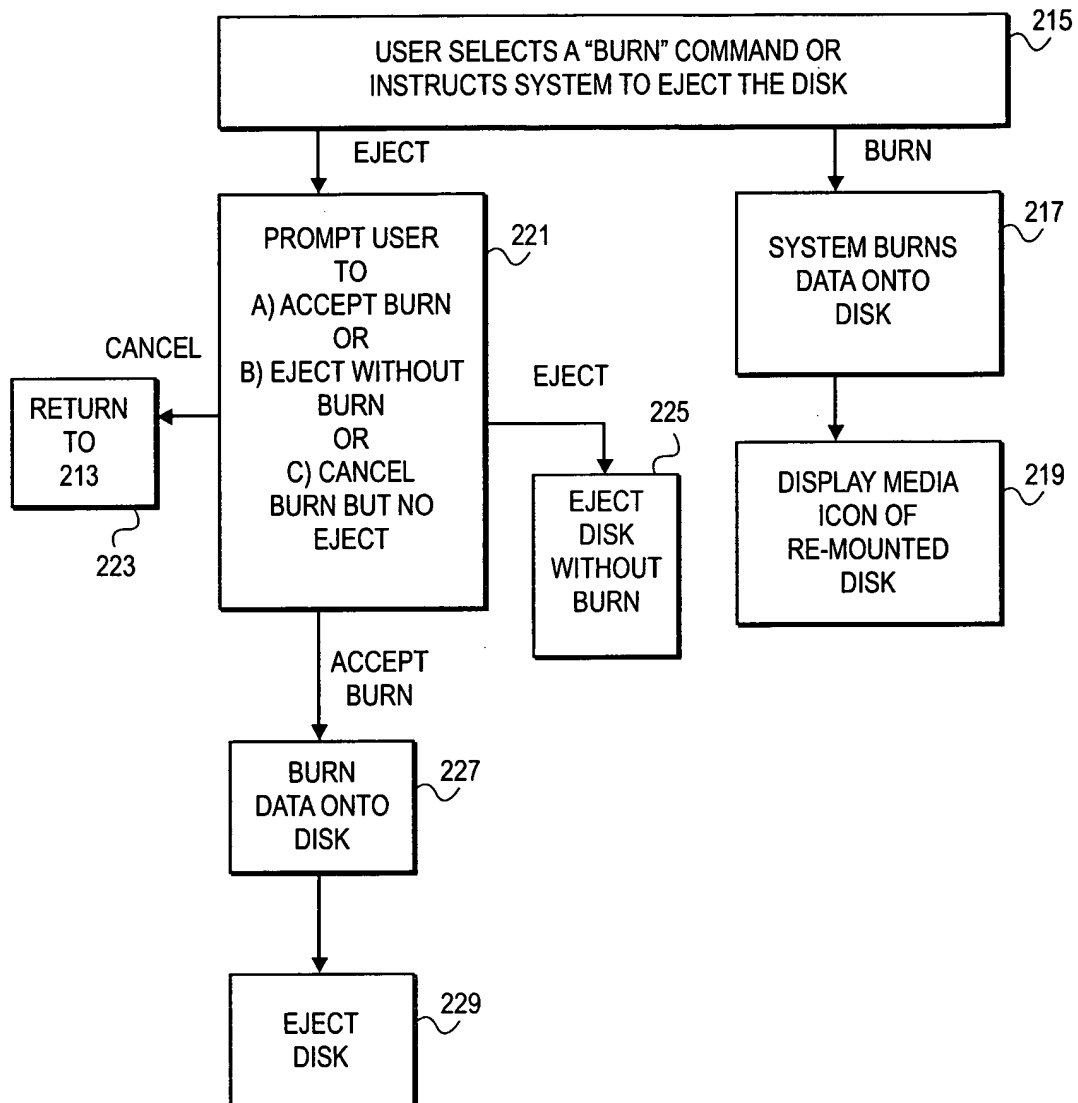 215
USER SELECTS A “BURN” COMMAND OR
INSTRUCTS SYSTEM TO EJECT THE DISK
EJECT
BURN
PROMPT USER
TO
A) ACCEPT BURN
OR
B) EJECT WITHOUT
BURN
OR
C) CANCEL
BURN BUT NO
EJECT
221
SYSTEM BURNS
DATA ONTO
DISK
217
CANCEL
RETURN
TO
213
223
EJECT
225
EJECT
DISK
WITHOUT
BURN
DISPLAY MEDIA
ICON OF
RE-MOUNTED
DISK
219
ACCEPT
BURN
BURN
DATA ONTO
DISK
227
EJECT
DISK
229